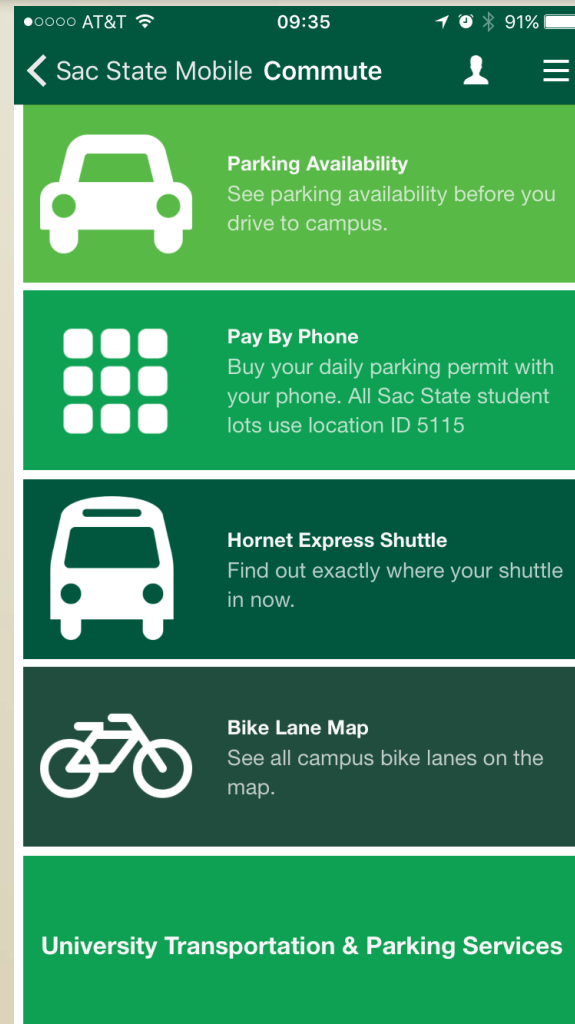 AT&T 09:35 91%
Sac State Mobile Commute
Parking Availability
See parking availability before you
drive to campus.
Pay By Phone
Buy your daily parking permit with
your phone. All Sac State student
lots use location ID 5115
Hornet Express Shuttle
Find out exactly where your shuttle
in now.
Bike Lane Map
See all campus bike lanes on the
map.
University Transportation & Parking Services